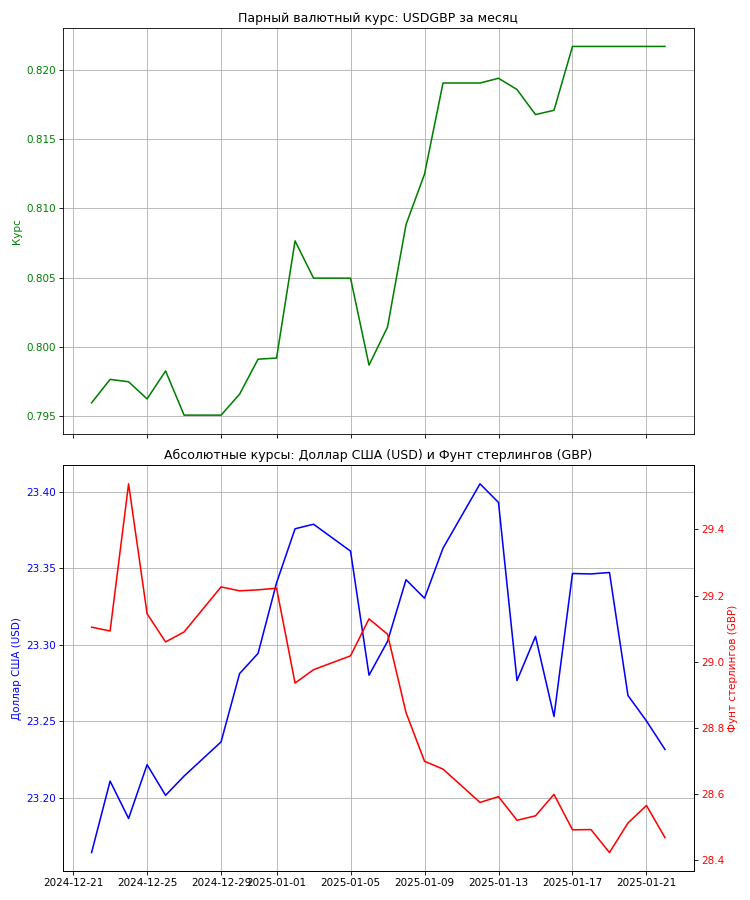 Парный валютный курс: USDGBP за месяц
0.820
0.815
0.810
0.805
0.800
0.795
Курс
Абсолютные курсы: Доллар США (USD) и Фунт стерлингов (GBP)
23.40
23.35
23.30
23.25
23.20
Доллар США (USD)
29.4
29.2
29.0
28.8
28.6
28.4
Фунт стерлингов (GBP)
2024-12-21 2024-12-25 2024-12-29 2025-01-01 2025-01-05 2025-01-09 2025-01-13 2025-01-17 2025-01-21